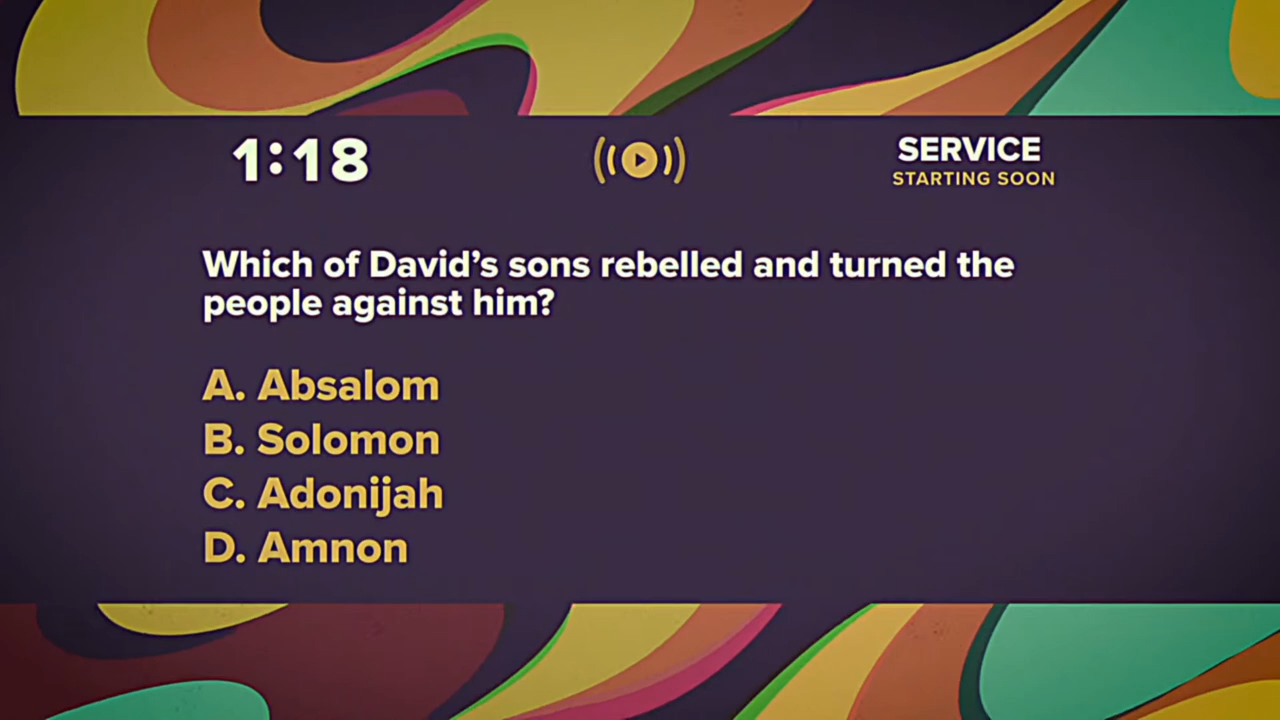 1:18
SERVICE
STARTING SOON
Which of David’s sons rebelled and turned the
people against him?
A. Absalom
B. Solomon
C. Adonijah
D. Amnon